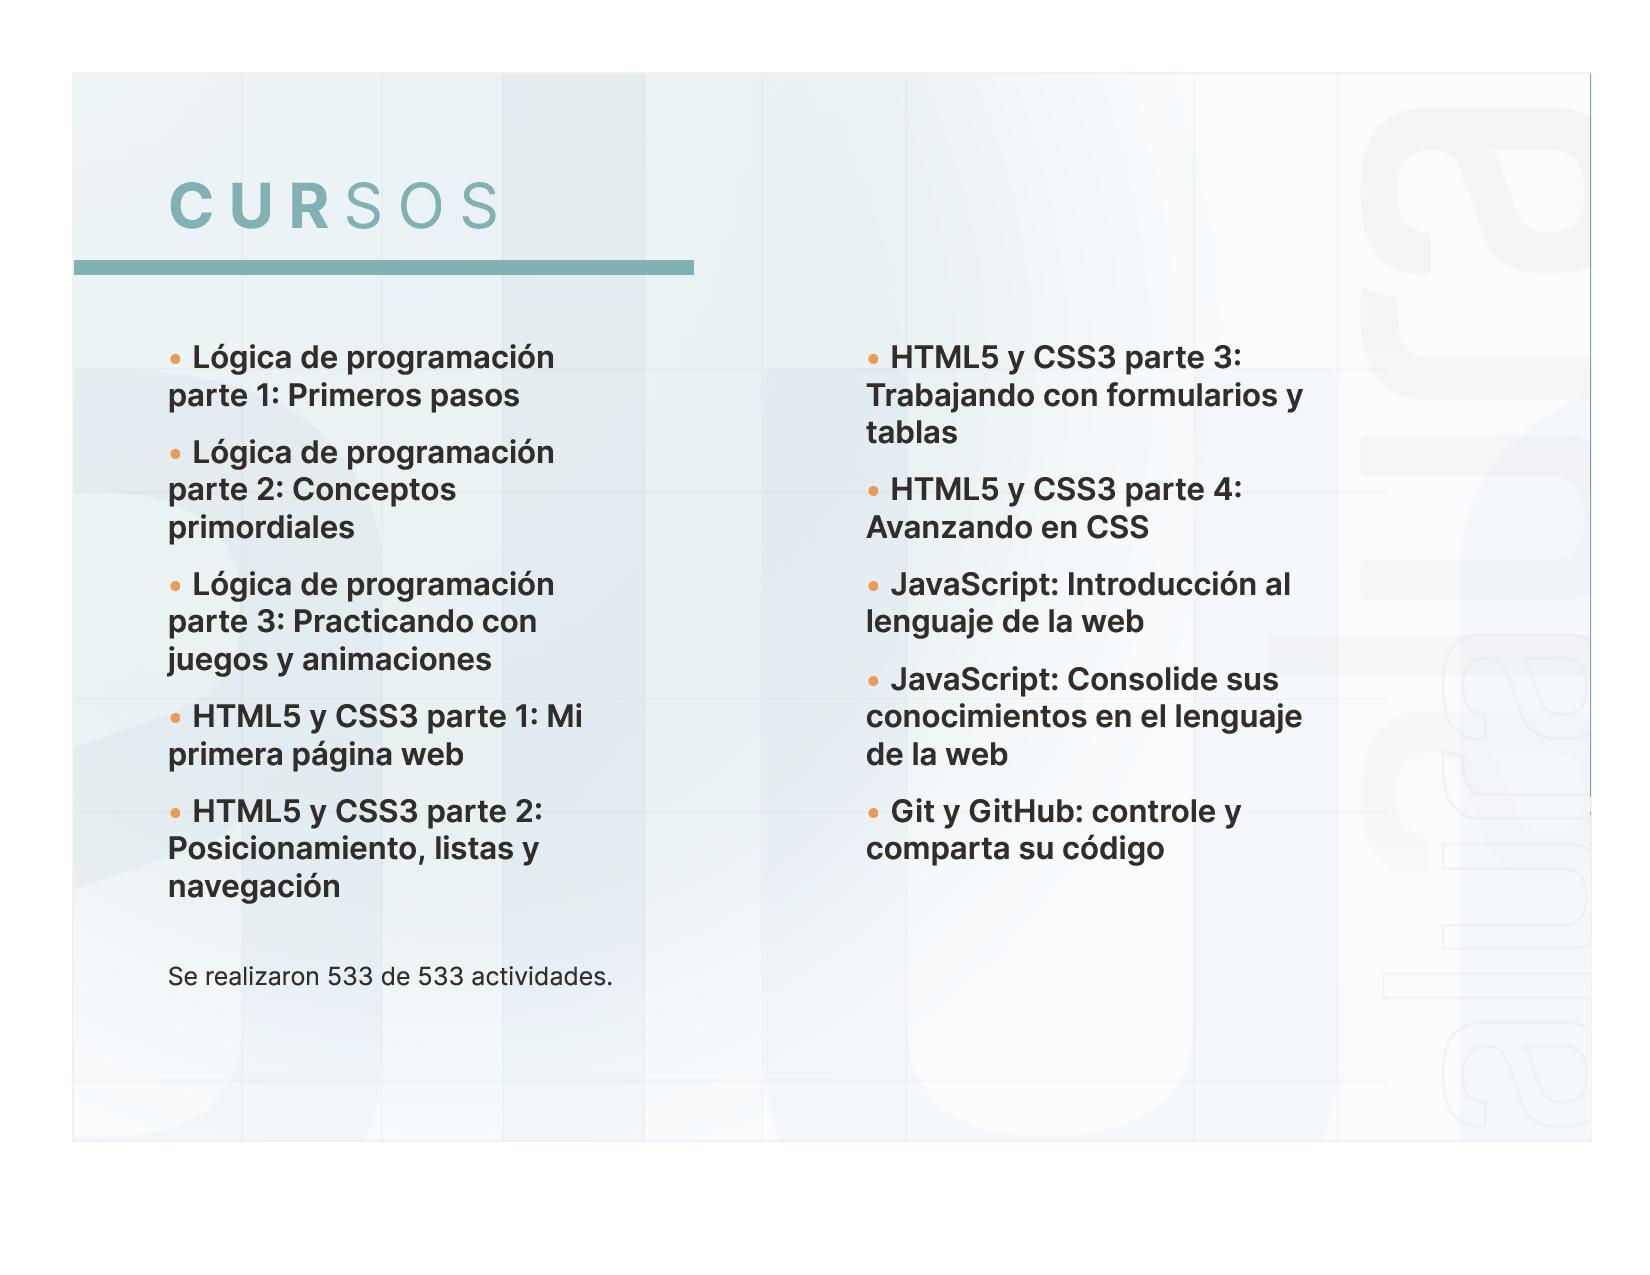 CURSOS
• Lógica de programación
parte 1: Primeros pasos
• Lógica de programación
parte 2: Conceptos
primordiales
• Lógica de programación
parte 3: Practicando con
juegos y animaciones
• HTML5 y CSS3 parte 1: Mi
primera página web
• HTML5 y CSS3 parte 2:
Posicionamiento, listas y
navegación
• HTML5 y CSS3 parte 3:
Trabajando con formularios y
tablas
• HTML5 y CSS3 parte 4:
Avanzando en CSS
• JavaScript: Introducción al
lenguaje de la web
• JavaScript: Consolide sus
conocimientos en el lenguaje
de la web
• Git y GitHub: controle y
comparta su código
Se realizaron 533 de 533 actividades.
alura
alura